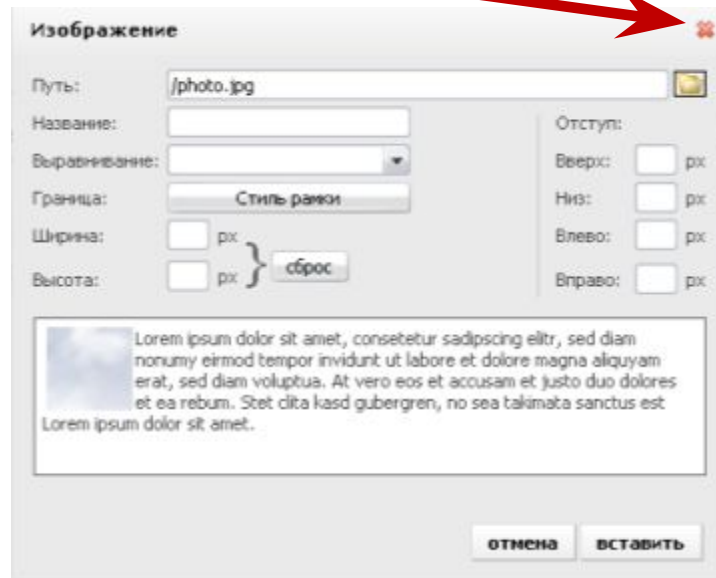 Изображение
Путь: /photo.jpg
Название: Отступ:
Выравнивание: Вверх: px
Граница: Стиль рамки Низ: px
Ширина: px Влево: px
сброс
Высота: px Вправо: px
Lorem ipsum dolor sit amet, consetetur sadipscing elitr, sed diam
nonumy eirmod tempor invidunt ut labore et dolore magna aliquyam
erat, sed diam voluptua. At vero eos et accusam et justo duo dolores
et ea rebum. Stet clita kasd gubergren, no sea takimata sanctus est
Lorem ipsum dolor sit amet.
отмена вставить